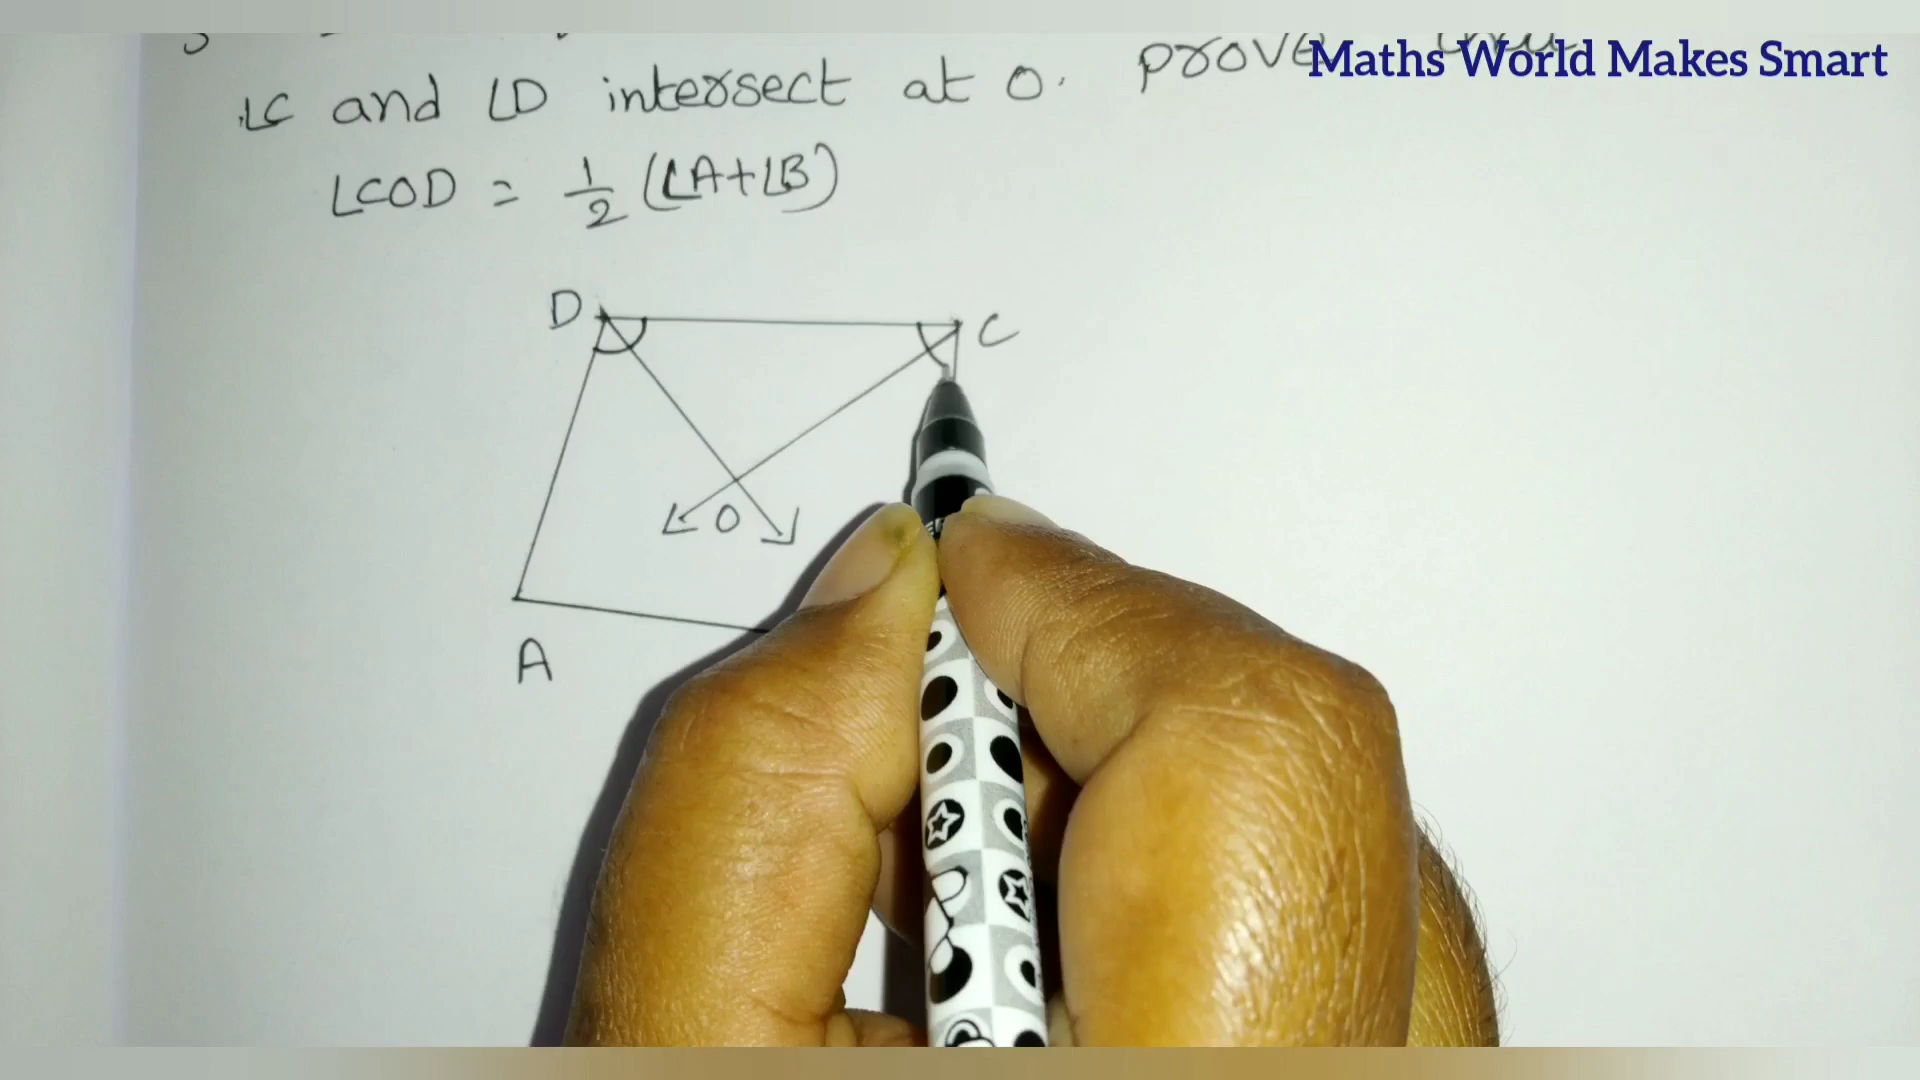 Maths World Makes Smart
∠C and ∠D intersect at O. prove
∠COD = 1/2 (∠A+∠B)
D
C
O
A